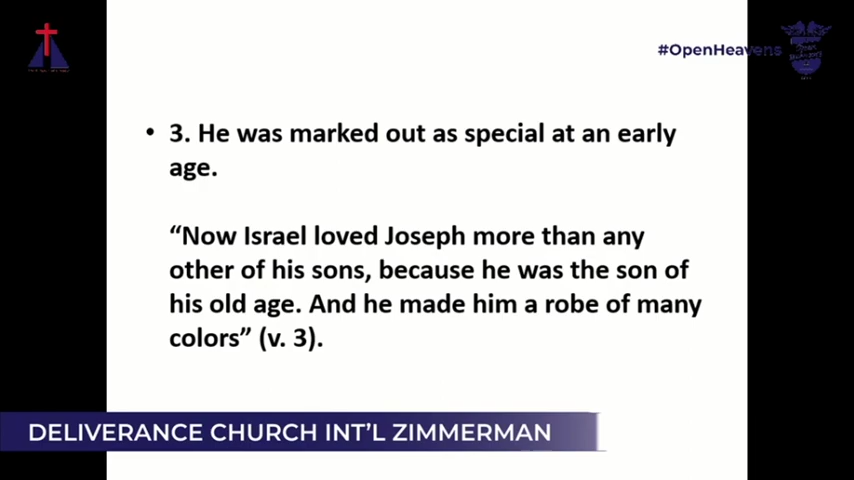 #OpenHeavens
• 3. He was marked out as special at an early
age.
“Now Israel loved Joseph more than any
other of his sons, because he was the son of
his old age. And he made him a robe of many
colors” (v. 3).
DELIVERANCE CHURCH INT'L ZIMMERMAN